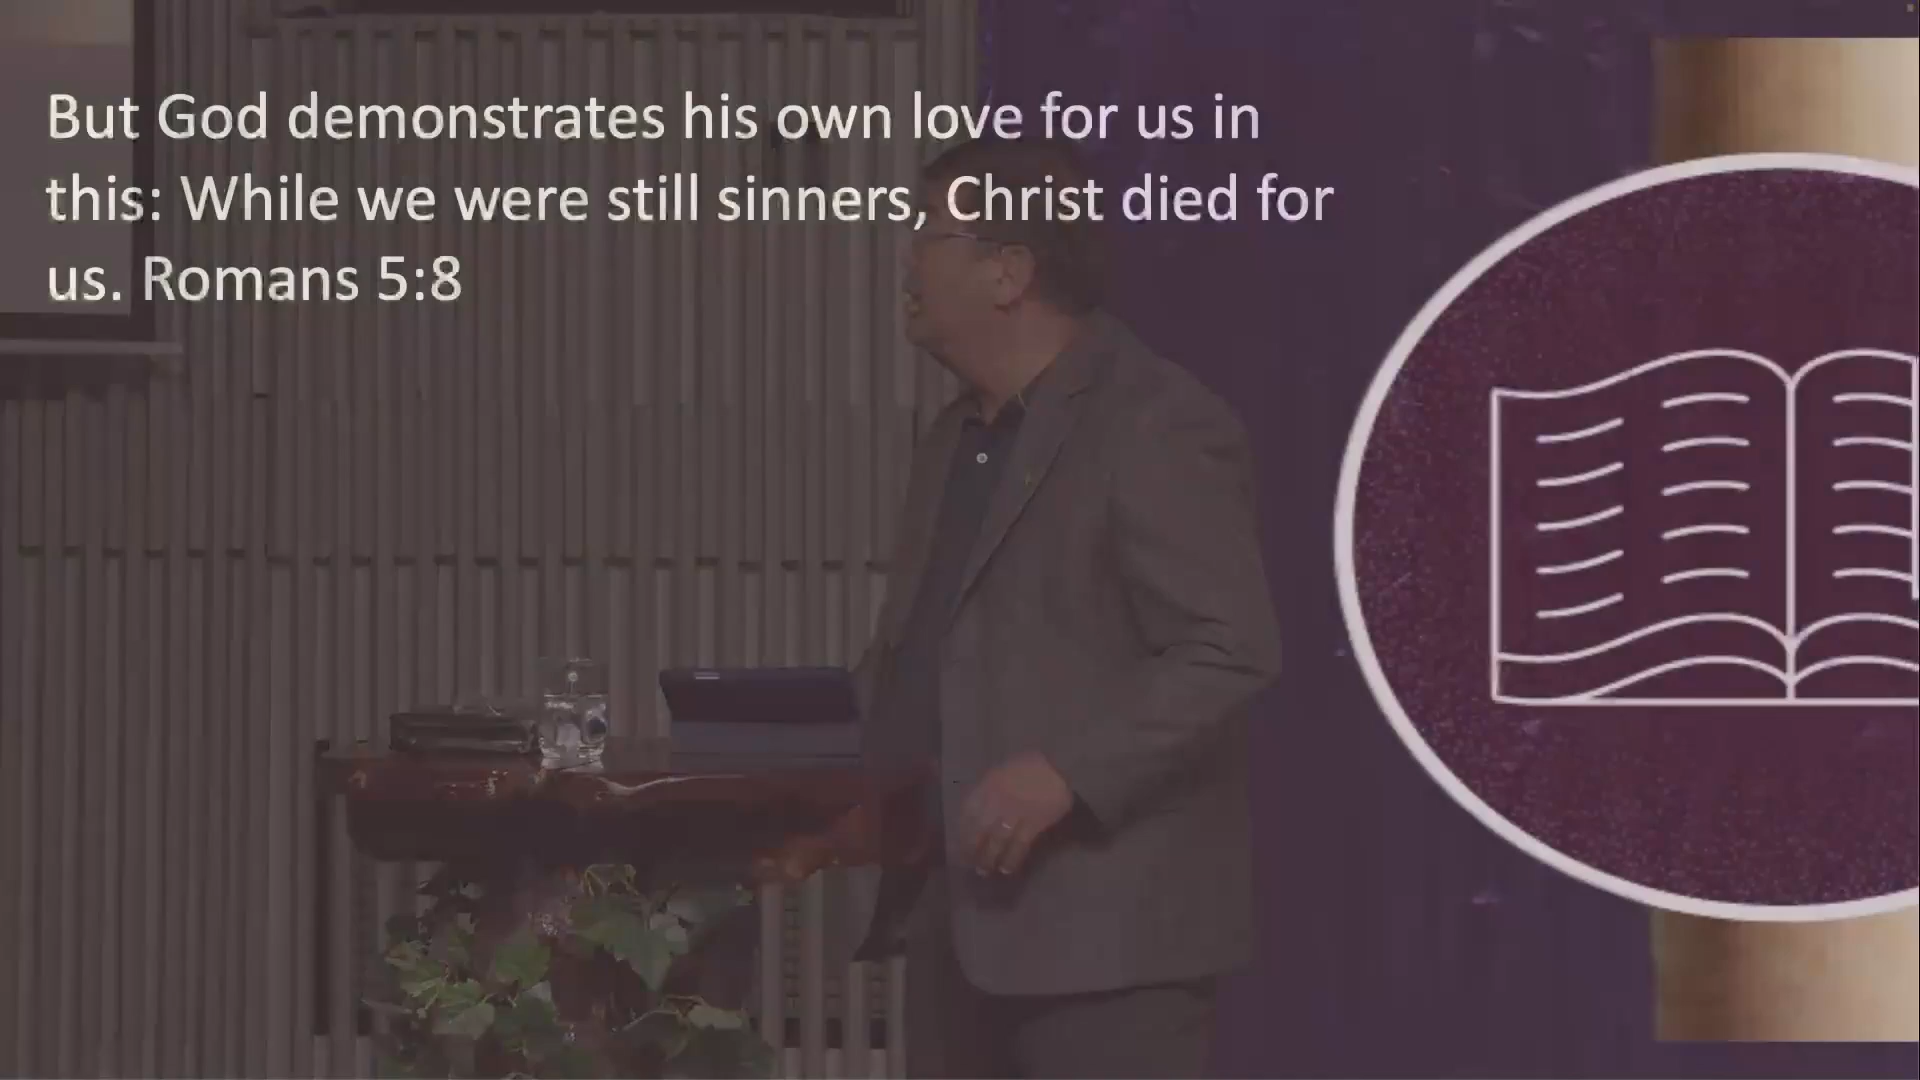 But God demonstrates his own love for us in
this: While we were still sinners, Christ died for
us. Romans 5:8